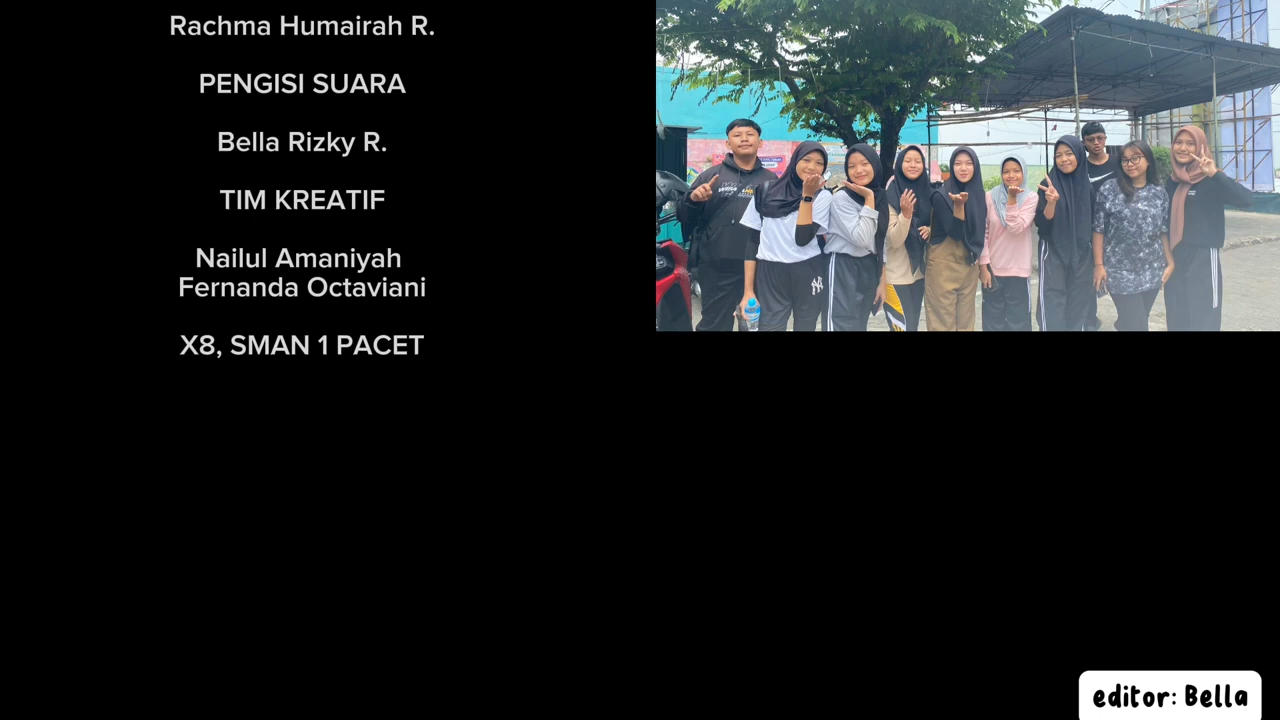 Rachma Humairah R.
PENGISI SUARA
Bella Rizky R.
TIM KREATIF
Nailul Amaniyah
Fernanda Octaviani
X8, SMAN 1 PACET
editor: Bella